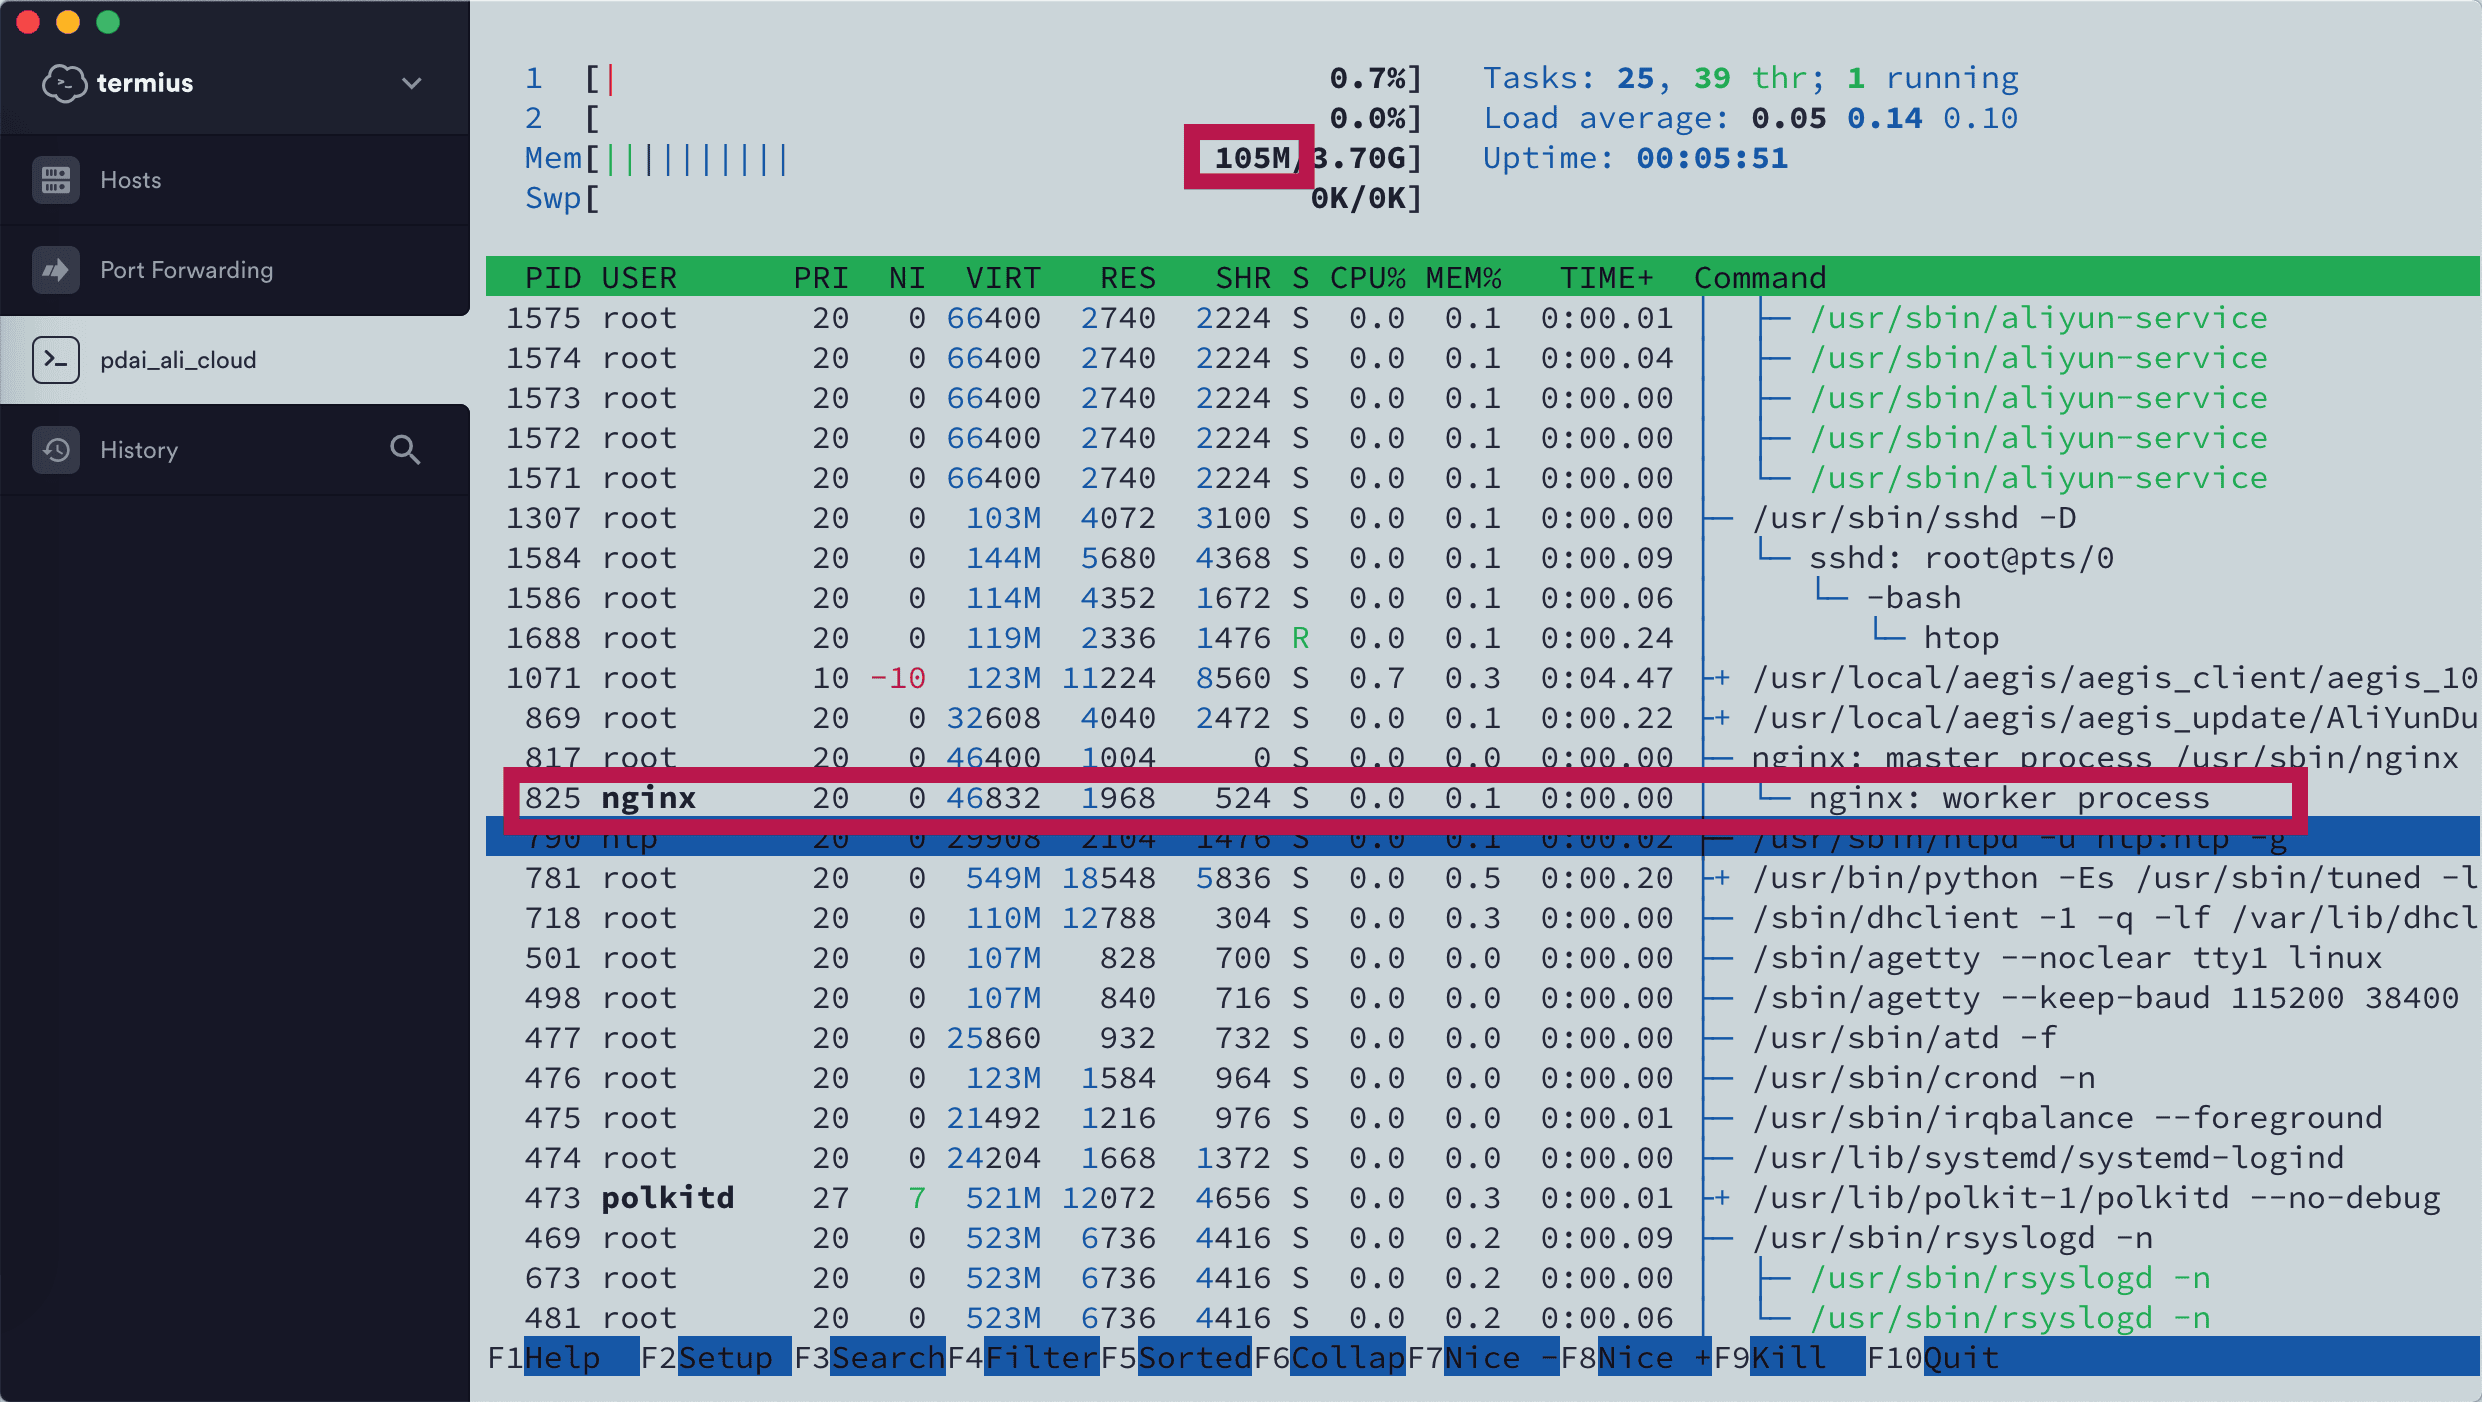 termius
Hosts
Port Forwarding
pdai_ali_cloud
History
1 [| 0.7%] Tasks: 25, 39 thr; 1 running
2 [ 0.0%] Load average: 0.05 0.14 0.10
Mem[|||||||||| 105M/3.70G] Uptime: 00:05:51
Swp[ 0K/0K]
PID USER PRI NI VIRT RES SHR S CPU% MEM% TIME+ Command
1575 root 20 0 66400 2740 2224 S 0.0 0.1 0:00.01 │ ├─ /usr/sbin/aliyun-service
1574 root 20 0 66400 2740 2224 S 0.0 0.1 0:00.04 │ ├─ /usr/sbin/aliyun-service
1573 root 20 0 66400 2740 2224 S 0.0 0.1 0:00.00 │ ├─ /usr/sbin/aliyun-service
1572 root 20 0 66400 2740 2224 S 0.0 0.1 0:00.00 │ ├─ /usr/sbin/aliyun-service
1571 root 20 0 66400 2740 2224 S 0.0 0.1 0:00.00 │ └─ /usr/sbin/aliyun-service
1307 root 20 0 103M 4072 3100 S 0.0 0.1 0:00.00 ├─ /usr/sbin/sshd -D
1584 root 20 0 144M 5680 4368 S 0.0 0.1 0:00.09 │ └─ sshd: root@pts/0
1586 root 20 0 114M 4352 1672 S 0.0 0.1 0:00.06 │ └─ -bash
1688 root 20 0 119M 2336 1476 R 0.0 0.1 0:00.24 │ └─ htop
1071 root 10 -10 123M 11224 8560 S 0.7 0.3 0:04.47 ├+ /usr/local/aegis/aegis_client/aegis_10
869 root 20 0 32608 4040 2472 S 0.0 0.1 0:00.22 ├+ /usr/local/aegis/aegis_update/AliYunDu
817 root 20 0 46400 1004 0 S 0.0 0.0 0:00.00 ├─ nginx: master process /usr/sbin/nginx
825 nginx 20 0 46832 1968 524 S 0.0 0.1 0:00.00 │ └─ nginx: worker process
790 ntp 20 0 29908 2104 1476 S 0.0 0.1 0:00.02 ├─ /usr/sbin/ntpd -u ntp:ntp -g
781 root 20 0 549M 18548 5836 S 0.0 0.5 0:00.20 ├+ /usr/bin/python -Es /usr/sbin/tuned -l
718 root 20 0 110M 12788 304 S 0.0 0.3 0:00.00 ├─ /sbin/dhclient -1 -q -lf /var/lib/dhcl
501 root 20 0 107M 828 700 S 0.0 0.0 0:00.00 ├─ /sbin/agetty --noclear tty1 linux
498 root 20 0 107M 840 716 S 0.0 0.0 0:00.00 ├─ /sbin/agetty --keep-baud 115200 38400
477 root 20 0 25860 932 732 S 0.0 0.0 0:00.00 ├─ /usr/sbin/atd -f
476 root 20 0 123M 1584 964 S 0.0 0.0 0:00.00 ├─ /usr/sbin/crond -n
475 root 20 0 21492 1216 976 S 0.0 0.0 0:00.01 ├─ /usr/sbin/irqbalance --foreground
474 root 20 0 24204 1668 1372 S 0.0 0.0 0:00.00 ├─ /usr/lib/systemd/systemd-logind
473 polkitd 27 7 521M 12072 4656 S 0.0 0.3 0:00.01 ├+ /usr/lib/polkit-1/polkitd --no-debug
469 root 20 0 523M 6736 4416 S 0.0 0.2 0:00.09 ├─ /usr/sbin/rsyslogd -n
673 root 20 0 523M 6736 4416 S 0.0 0.2 0:00.00 │ ├─ /usr/sbin/rsyslogd -n
481 root 20 0 523M 6736 4416 S 0.0 0.2 0:00.06 │ └─ /usr/sbin/rsyslogd -n
F1Help F2Setup F3SearchF4FilterF5SortedF6CollapF7Nice -F8Nice +F9Kill F10Quit